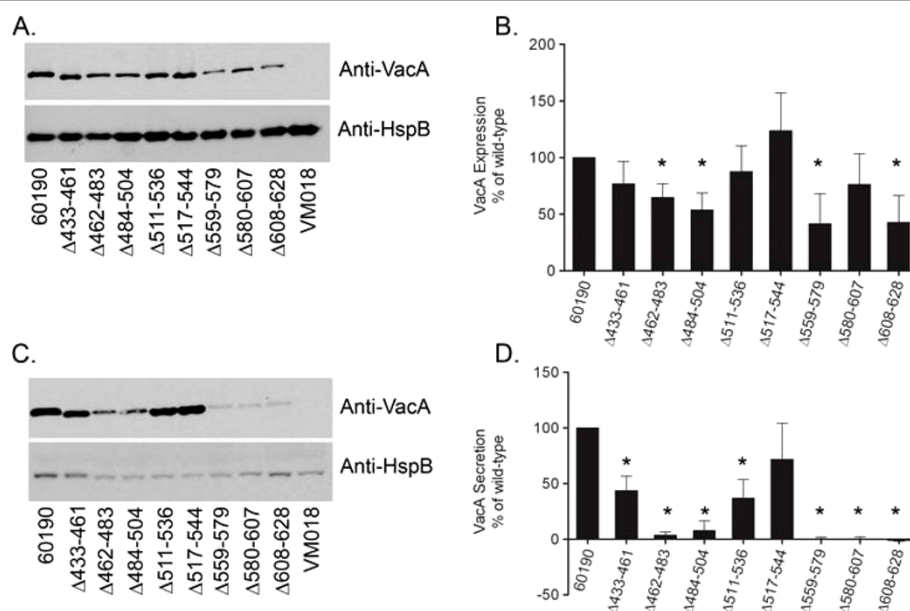 A.
Anti-VacA
Anti-HspB
60190
Δ433-461
Δ462-483
Δ484-504
Δ511-536
Δ517-544
Δ559-579
Δ580-607
Δ608-628
VM018
B.
VacA Expression
% of wild-type
200
150
100
50
0
* * * *
60190
Δ433-461
Δ462-483
Δ484-504
Δ511-536
Δ517-544
Δ559-579
Δ580-607
Δ608-628
C.
Anti-VacA
Anti-HspB
60190
Δ433-461
Δ462-483
Δ484-504
Δ511-536
Δ517-544
Δ559-579
Δ580-607
Δ608-628
VM018
D.
VacA Secretion
% of wild-type
150
100
50
0
-50
* * * * * * *
60190
Δ433-461
Δ462-483
Δ484-504
Δ511-536
Δ517-544
Δ559-579
Δ580-607
Δ608-628